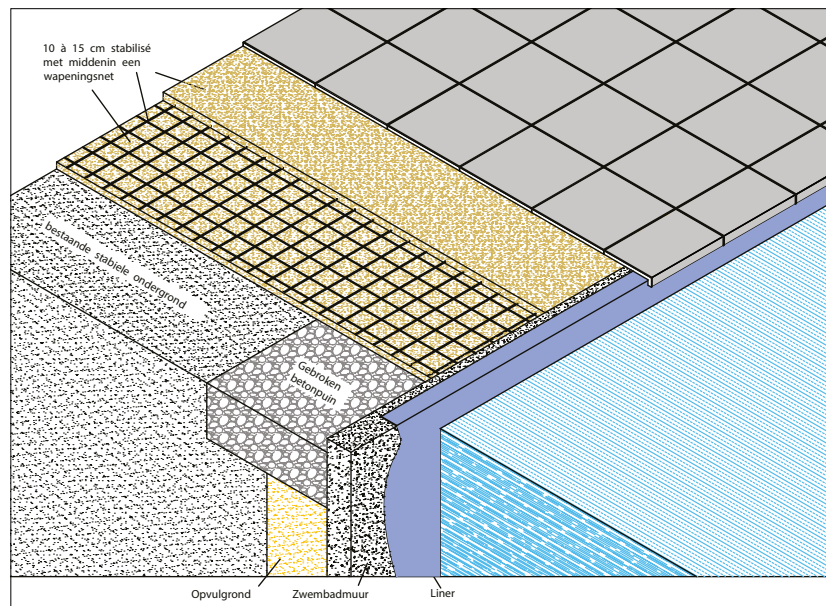 10 à 15 cm stabilisé
met middenin een
wapeningsnet
bestaande stabiele ondergrond
Gebroken
betonpuin
Opvulgrond
Zwembadmuur
Liner